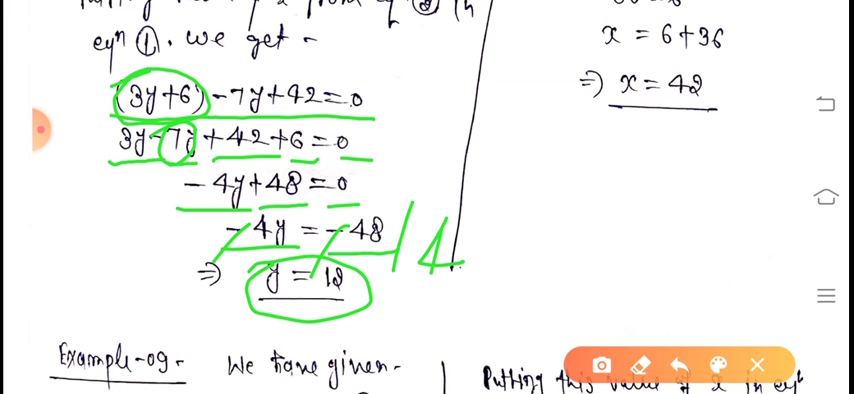 eqn ①. we get -
(3y+6) - 7y + 42 = 0
3y - 7y + 42 + 6 = 0
- 4y + 48 = 0
- 4y = - 48 / 4
⇒ y = 12
x = 6 + 36
⇒ x = 42
Example-09- We have given-
Putting this value of x in eqn